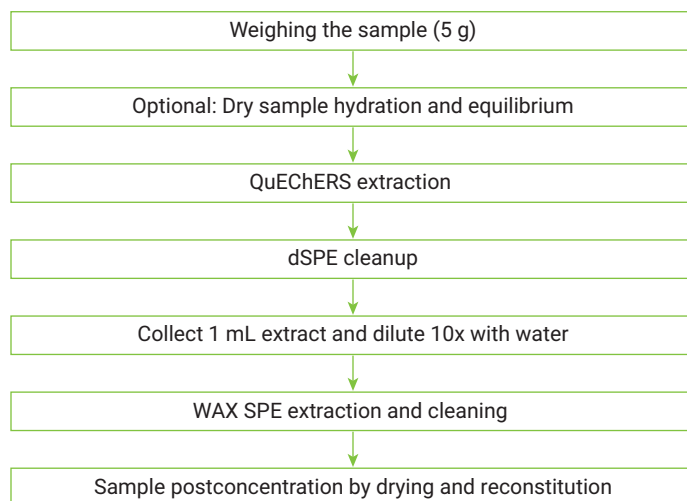 Weighing the sample (5 g)
Optional: Dry sample hydration and equilibrium
QuEChERS extraction
dSPE cleanup
Collect 1 mL extract and dilute 10x with water
WAX SPE extraction and cleaning
Sample postconcentration by drying and reconstitution